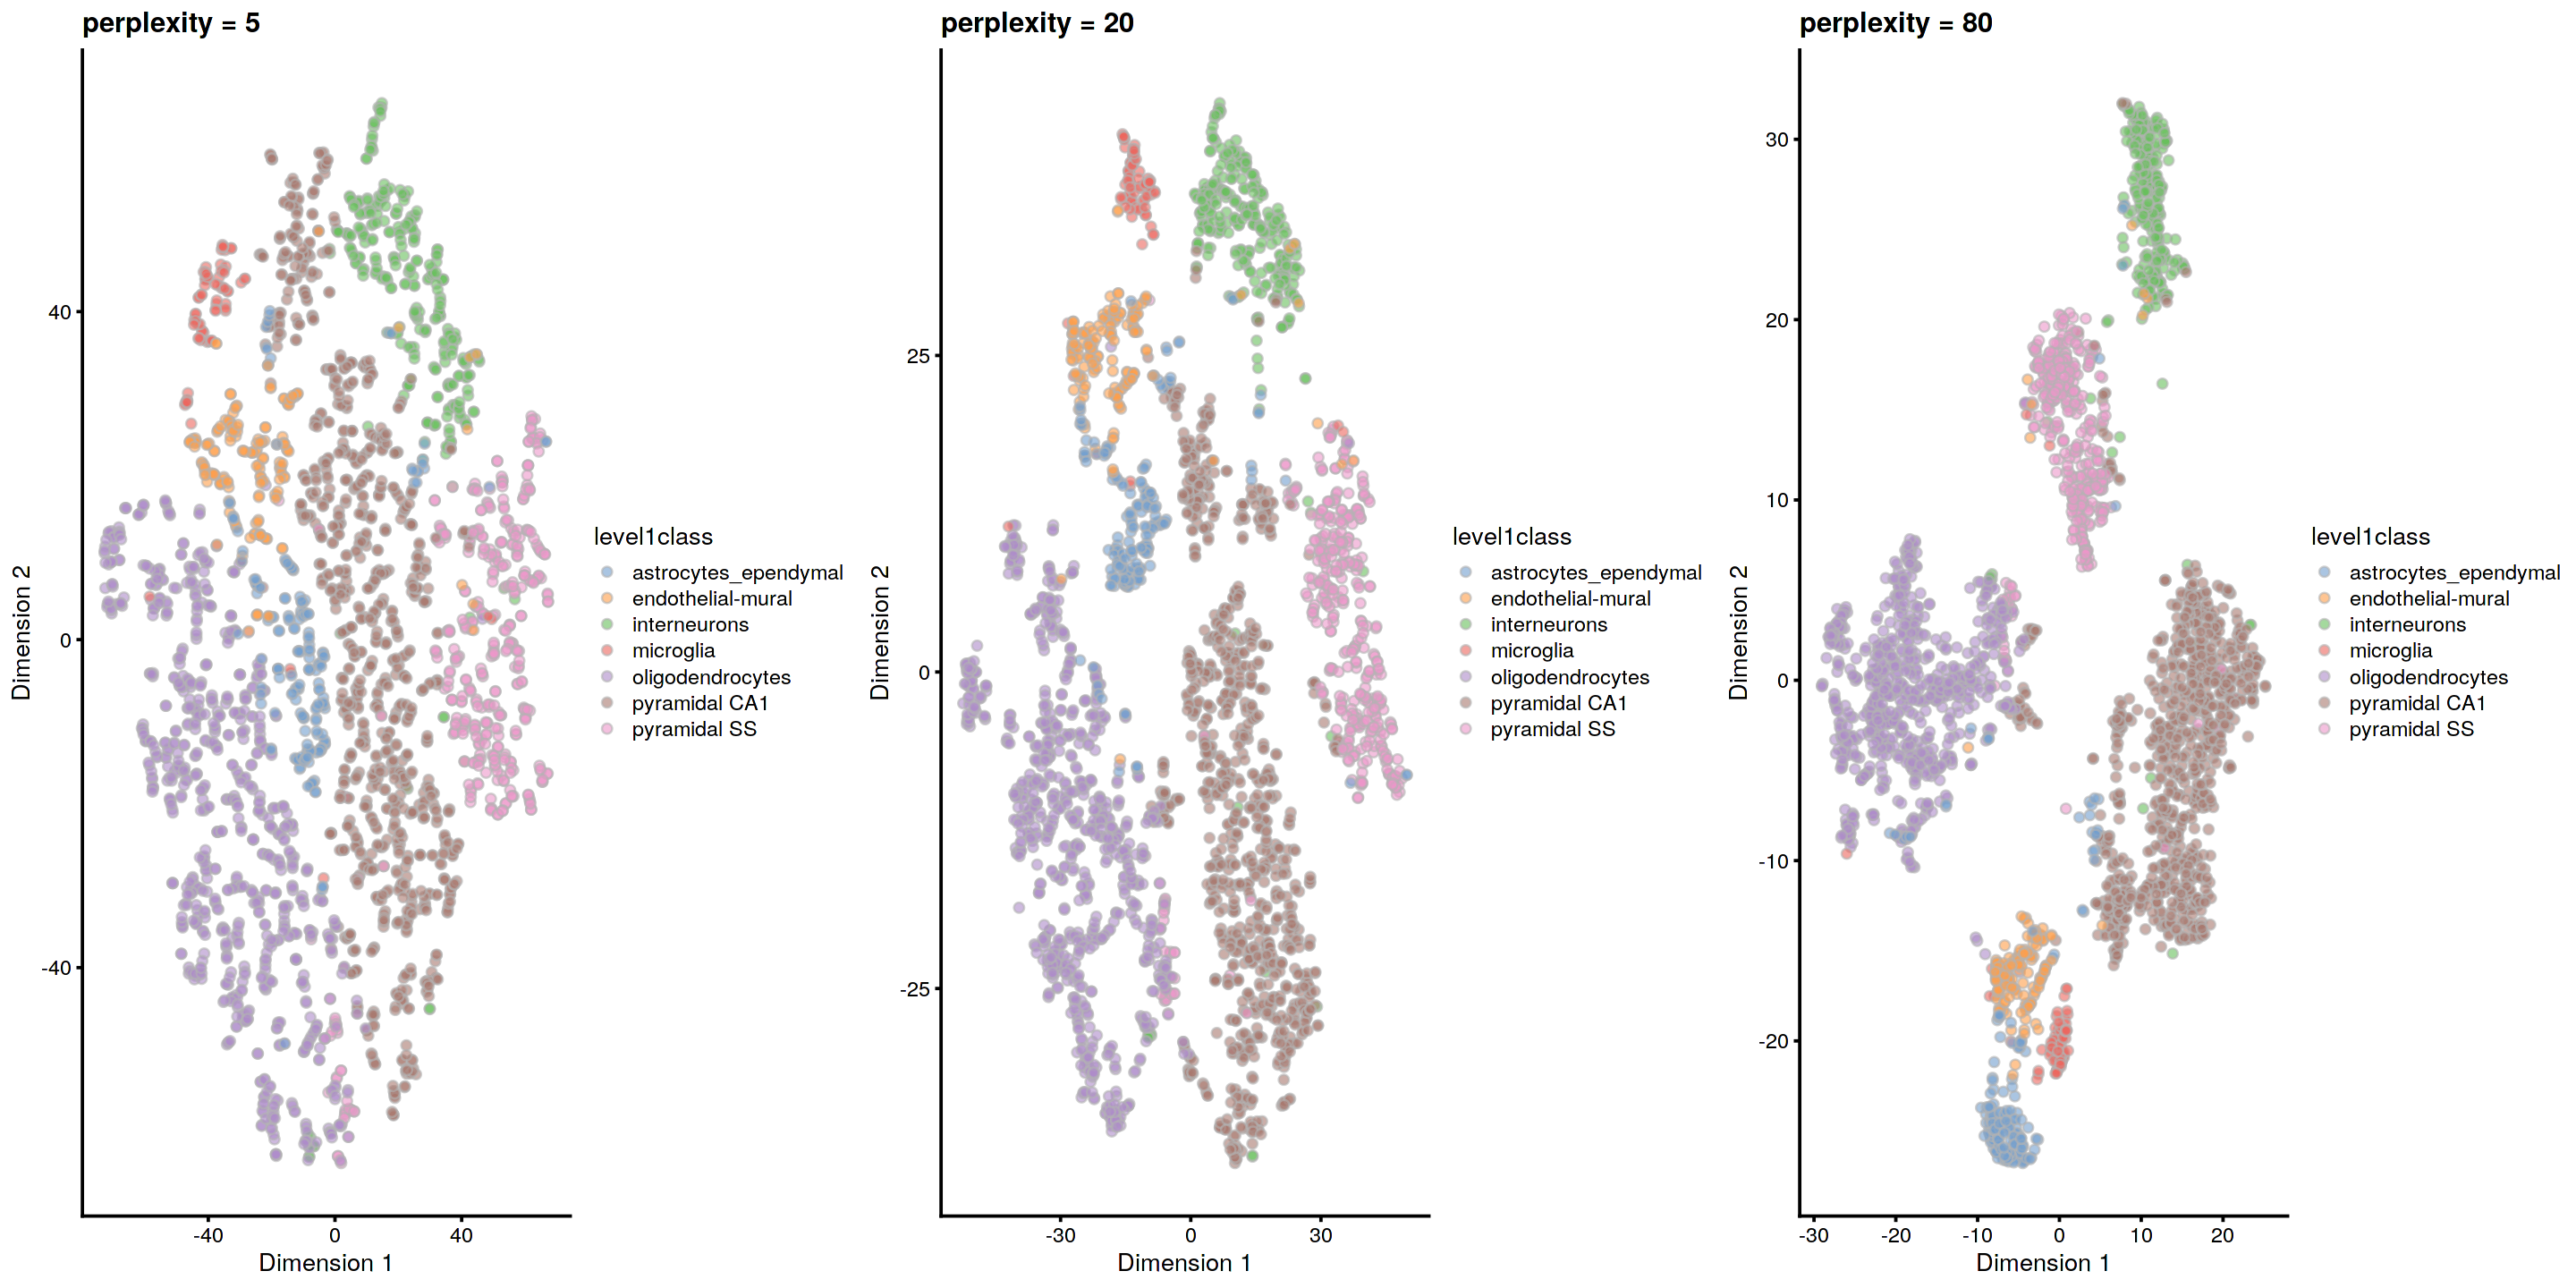 perplexity = 5
40
0
-40
Dimension 2
-40 0 40
Dimension 1
level1class
astrocytes_ependymal
endothelial-mural
interneurons
microglia
oligodendrocytes
pyramidal CA1
pyramidal SS
perplexity = 20
25
0
-25
Dimension 2
-30 0 30
Dimension 1
level1class
astrocytes_ependymal
endothelial-mural
interneurons
microglia
oligodendrocytes
pyramidal CA1
pyramidal SS
perplexity = 80
30
20
10
0
-10
-20
Dimension 2
-30 -20 -10 0 10 20
Dimension 1
level1class
astrocytes_ependymal
endothelial-mural
interneurons
microglia
oligodendrocytes
pyramidal CA1
pyramidal SS